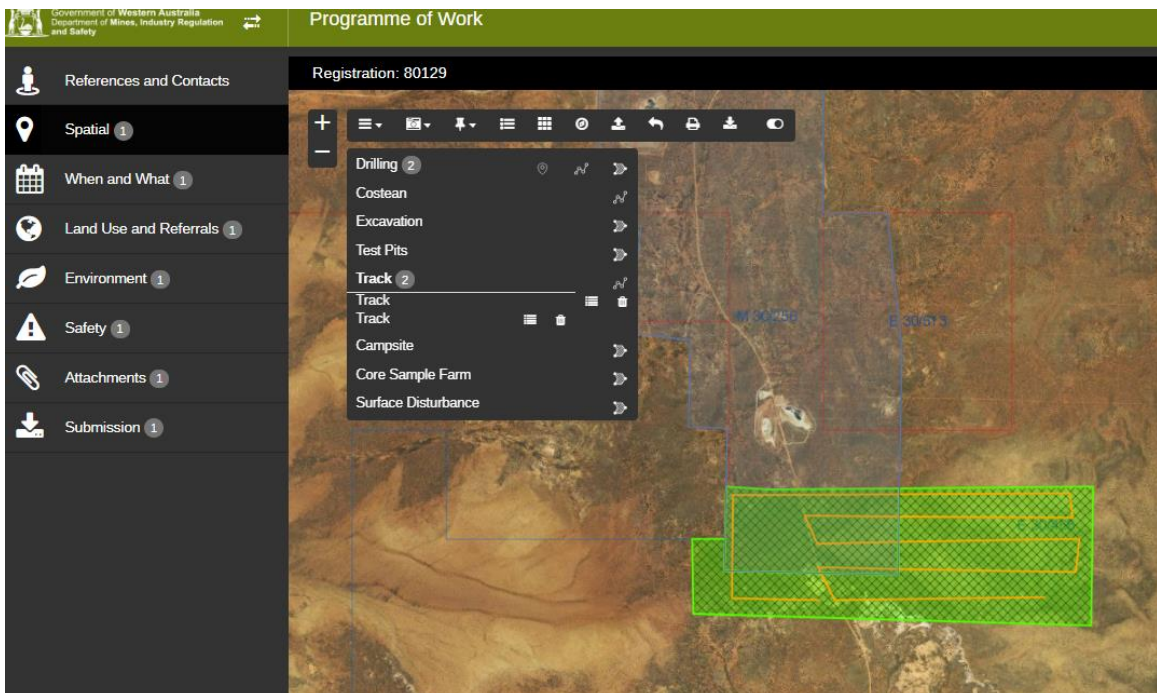 Government of Western Australia
Department of Mines, Industry Regulation
and Safety
Programme of Work
References and Contacts
Spatial 1
When and What 1
Land Use and Referrals 1
Environment 1
Safety 1
Attachments 1
Submission 1
Registration: 80129
Drilling 2
Costean
Excavation
Test Pits
Track 2
Track
Track
Campsite
Core Sample Farm
Surface Disturbance
M 30/256
E 30/513